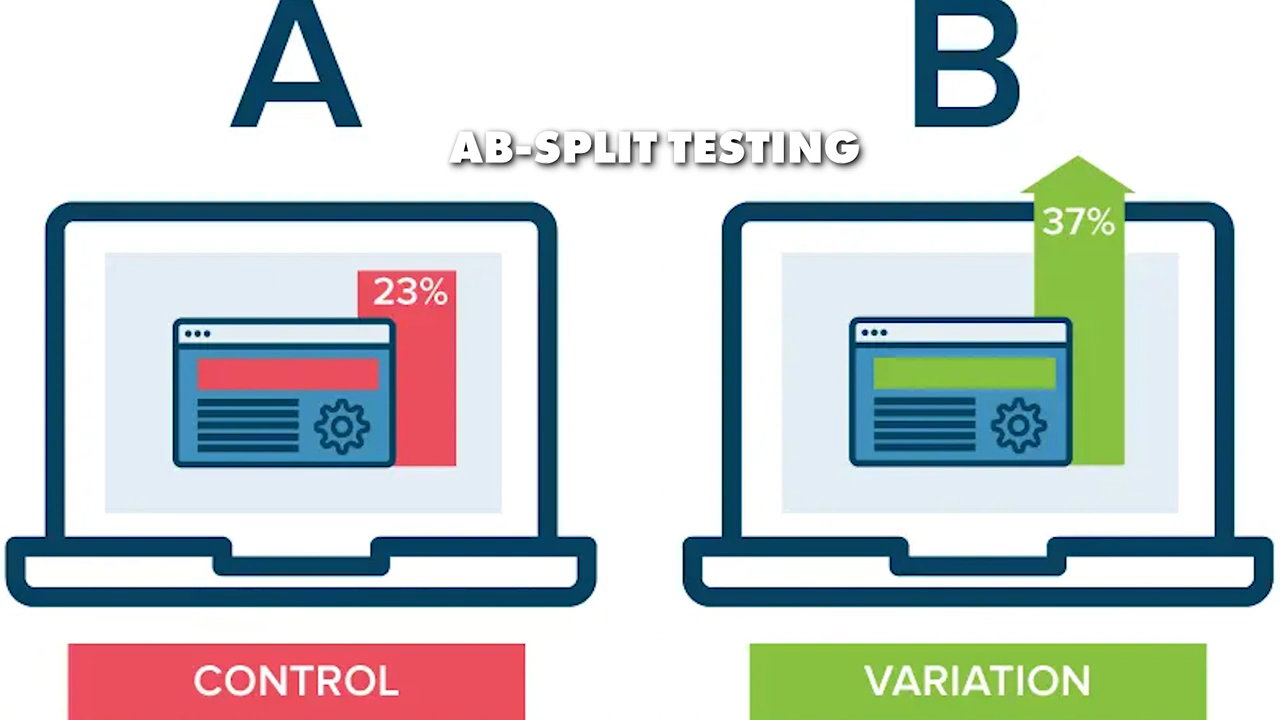 A
B
AB-SPLIT TESTING
23%
37%
CONTROL
VARIATION